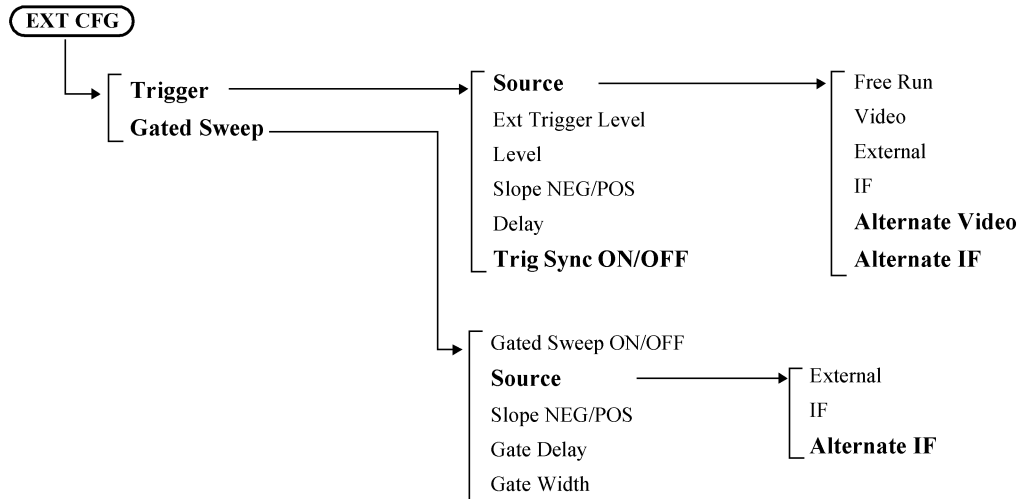 EXT CFG
Trigger
Gated Sweep
Source
Ext Trigger Level
Level
Slope NEG/POS
Delay
Trig Sync ON/OFF
Free Run
Video
External
IF
Alternate Video
Alternate IF
Gated Sweep ON/OFF
Source
Slope NEG/POS
Gate Delay
Gate Width
External
IF
Alternate IF